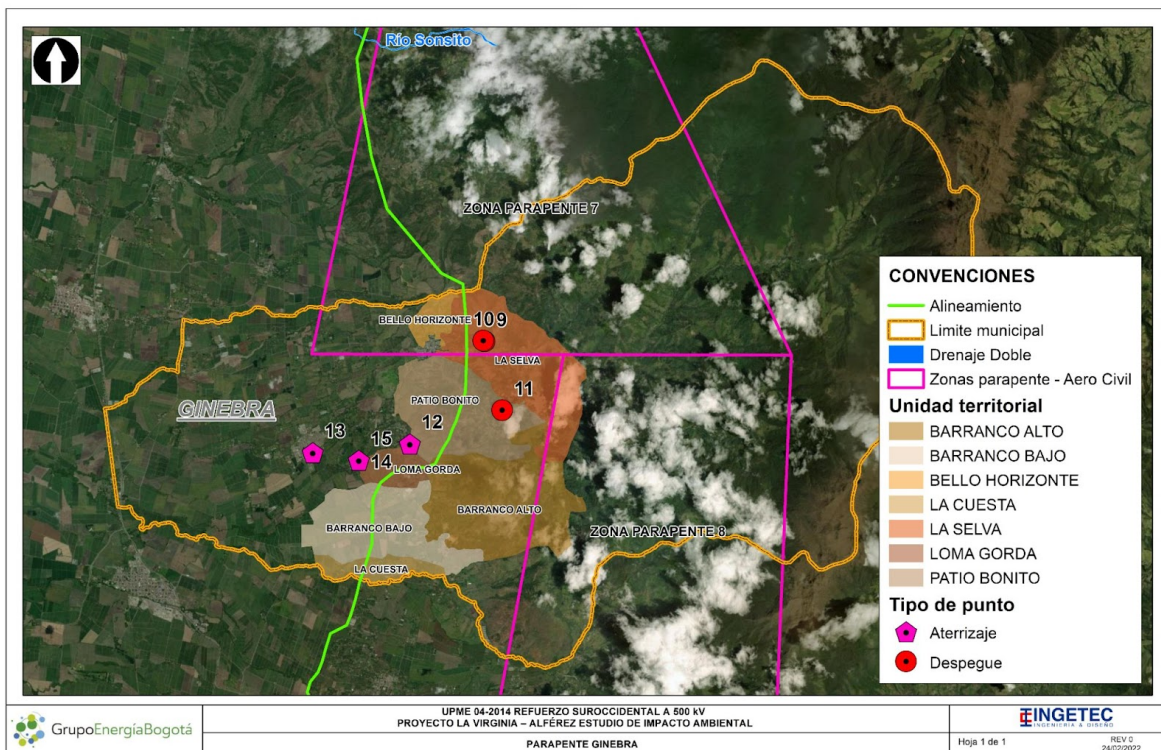 Río Sonsito
ZONA PARAPENTE 7
BELLO HORIZONTE
109
LA SELVA
11
PATIO BONITO
GINEBRA
12
13
15
14
LOMA GORDA
BARRANCO ALTO
BARRANCO BAJO
ZONA PARAPENTE 8
LA CUESTA
CONVENCIONES
Alineamiento
Limite municipal
Drenaje Doble
Zonas parapente - Aero Civil
Unidad territorial
BARRANCO ALTO
BARRANCO BAJO
BELLO HORIZONTE
LA CUESTA
LA SELVA
LOMA GORDA
PATIO BONITO
Tipo de punto
Aterrizaje
Despegue
GrupoEnergíaBogotá
UPME 04-2014 REFUERZO SUROCCIDENTAL A 500 kV
PROYECTO LA VIRGINIA – ALFÉREZ ESTUDIO DE IMPACTO AMBIENTAL
PARAPENTE GINEBRA
INGETEC
INGENIERÍA & DISEÑO
Hoja 1 de 1
REV 0
24/02/2022